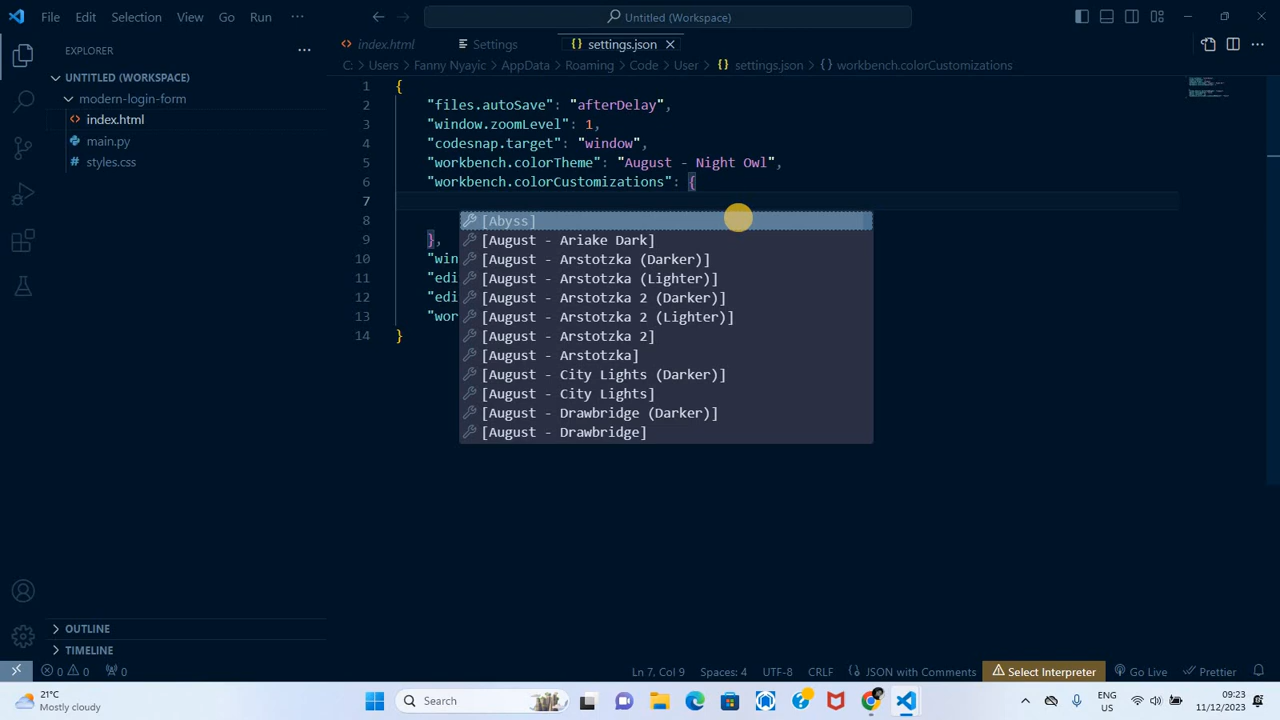 File Edit Selection View Go Run ···
Untitled (Workspace)
EXPLORER
UNTITLED (WORKSPACE)
modern-login-form
index.html
main.py
styles.css
OUTLINE
TIMELINE
index.html Settings settings.json
C: > Users > Fanny Nyayic > AppData > Roaming > Code > User > settings.json > {} workbench.colorCustomizations
1 {
2 "files.autoSave": "afterDelay",
3 "window.zoomLevel": 1,
4 "codesnap.target": "window",
5 "workbench.colorTheme": "August - Night Owl",
6 "workbench.colorCustomizations": {
7
8
9 },
10 "win
11 "edi
12 "edi
13 "wor
14 }
[Abyss]
[August - Ariake Dark]
[August - Arstotzka (Darker)]
[August - Arstotzka (Lighter)]
[August - Arstotzka 2 (Darker)]
[August - Arstotzka 2 (Lighter)]
[August - Arstotzka 2]
[August - Arstotzka]
[August - City Lights (Darker)]
[August - City Lights]
[August - Drawbridge (Darker)]
[August - Drawbridge]
0 0 0 Ln 7, Col 9 Spaces: 4 UTF-8 CRLF {} JSON with Comments Select Interpreter Go Live Prettier
21°C
Mostly cloudy
Search
ENG
US
09:23
11/12/2023